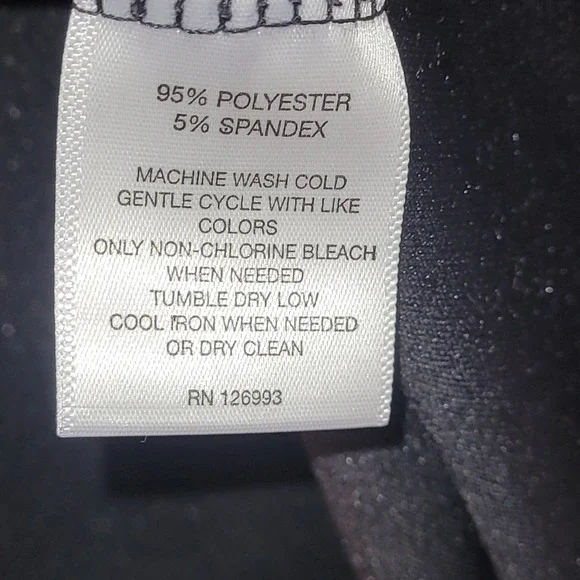 95% POLYESTER
5% SPANDEX
MACHINE WASH COLD
GENTLE CYCLE WITH LIKE
COLORS
ONLY NON-CHLORINE BLEACH
WHEN NEEDED
TUMBLE DRY LOW
COOL IRON WHEN NEEDED
OR DRY CLEAN
RN 126993